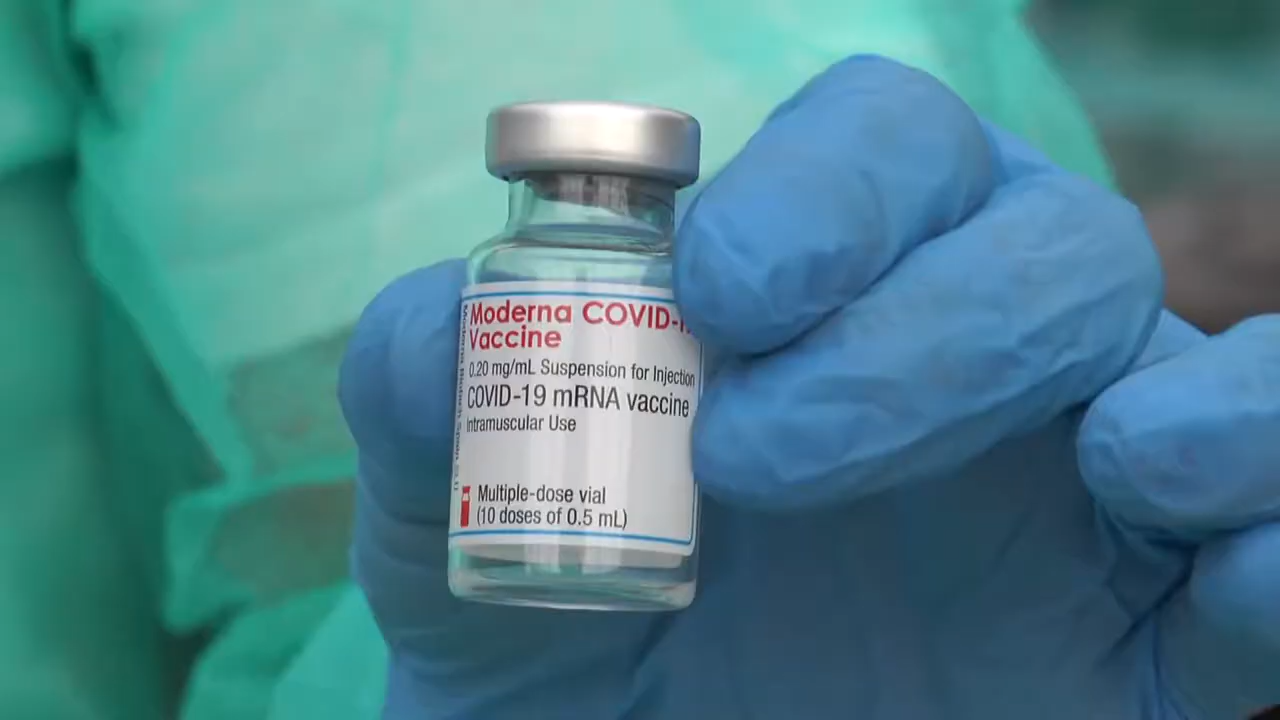 Moderna COVID-1
Vaccine
0.20 mg/mL Suspension for Injection
COVID-19 mRNA vaccine
Intramuscular Use
Multiple-dose vial
(10 doses of 0.5 mL)